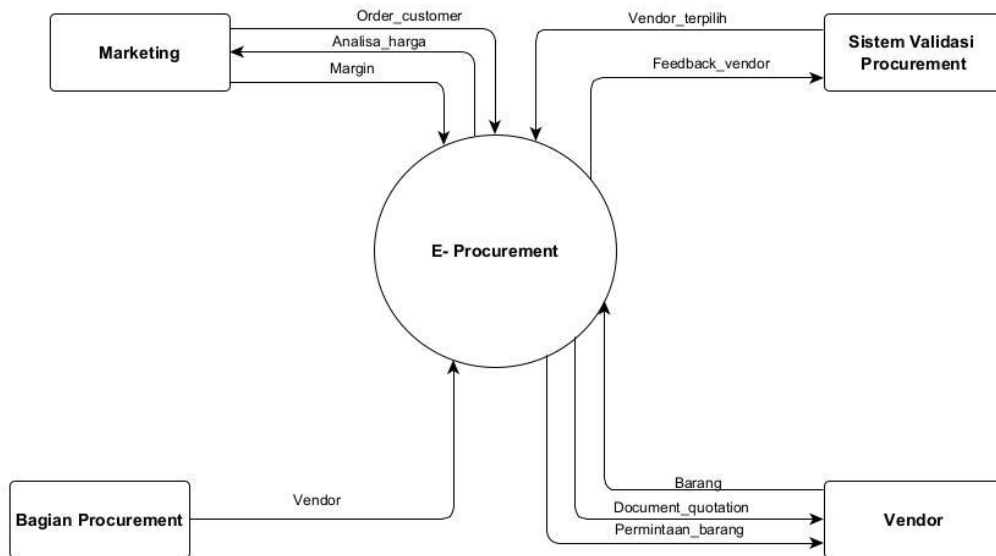 Order_customer
Vendor_terpilih
Marketing
Analisa_harga
Sistem Validasi
Procurement
Margin
Feedback_vendor
E- Procurement
Barang
Vendor
Document_quotation
Bagian Procurement
Vendor
Permintaan_barang